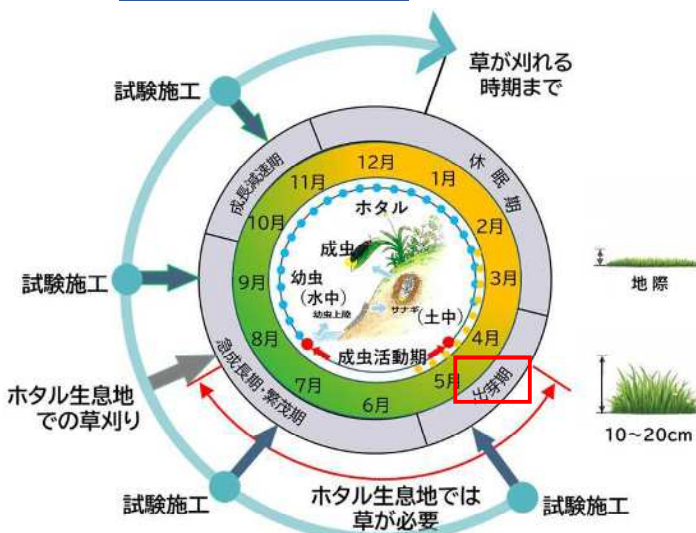 草が刈れる
時期まで
試験施工
休眠期
成長減速期
12月
1月
2月
3月
4月
5月
6月
7月
8月
9月
10月
11月
ホタル
成虫
幼虫
(水中)
幼虫上陸
サナギ
(土中)
成虫活動期
試験施工
急成長期・繁茂期
出芽期
ホタル生息地
での草刈り
試験施工
ホタル生息地では
草が必要
試験施工
地際
10~20cm